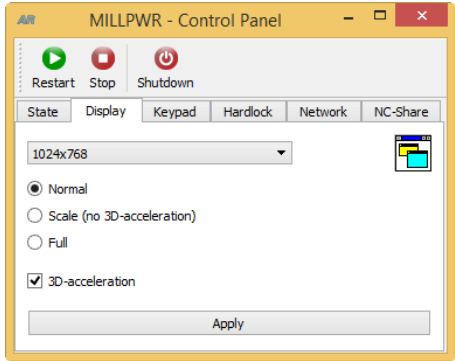 AR MILLPWR - Control Panel
Restart Stop Shutdown
State Display Keypad Hardlock Network NC-Share
1024x768
Normal
Scale (no 3D-acceleration)
Full
3D-acceleration
Apply